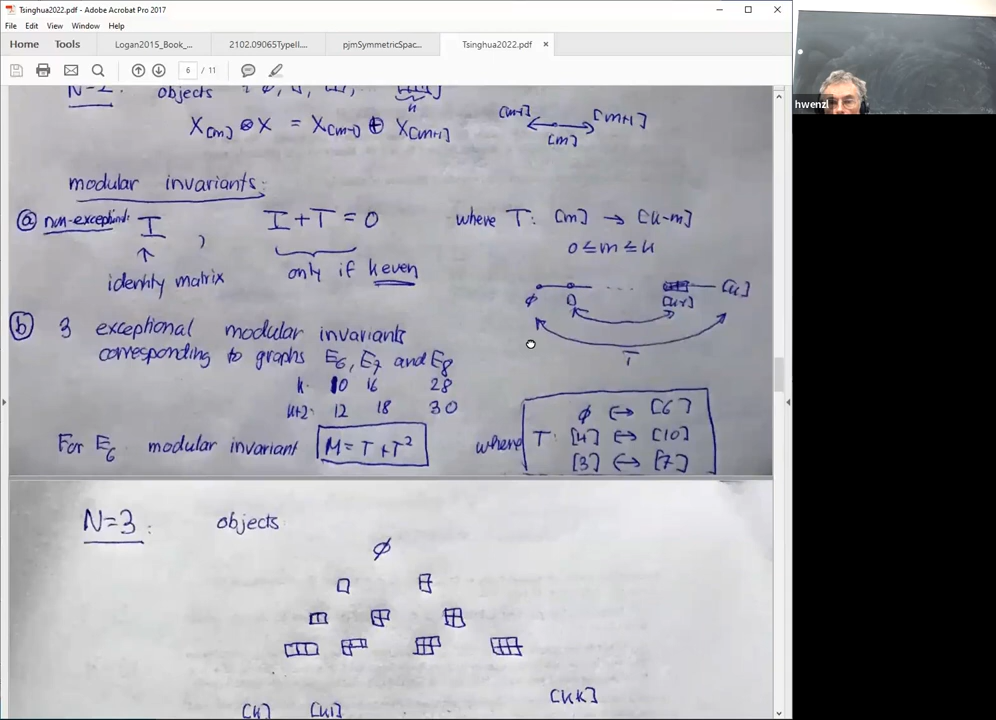 Tsinghua2022.pdf - Adobe Acrobat Pro 2017
File Edit View Window Help
Home Tools Logan2015_Book_... 2102.09065TypeII.... pjmSymmetricSpac... Tsinghua2022.pdf ×
6 / 11
hwenzl
N=2: objects
X[m] ⊗ X = X[m-1] ⊕ X[m+1]
[m-1] [m] [m+1]
modular invariants:
(a) non-exceptional: I , I + T = 0 where T: [m] → [k-m]
0 ≤ m ≤ k
↑ identity matrix
only if k even
ϕ □ ... [k-1] [k]
T
(b) 3 exceptional modular invariants
corresponding to graphs E6, E7 and E8
k: 10 16 28
k+2: 12 18 30
For E6 modular invariant M = T + T² where T: ϕ ↔ [6]
[4] ↔ [10]
[3] ↔ [7]
N=3: objects
ϕ
[k] [k1] [kk]